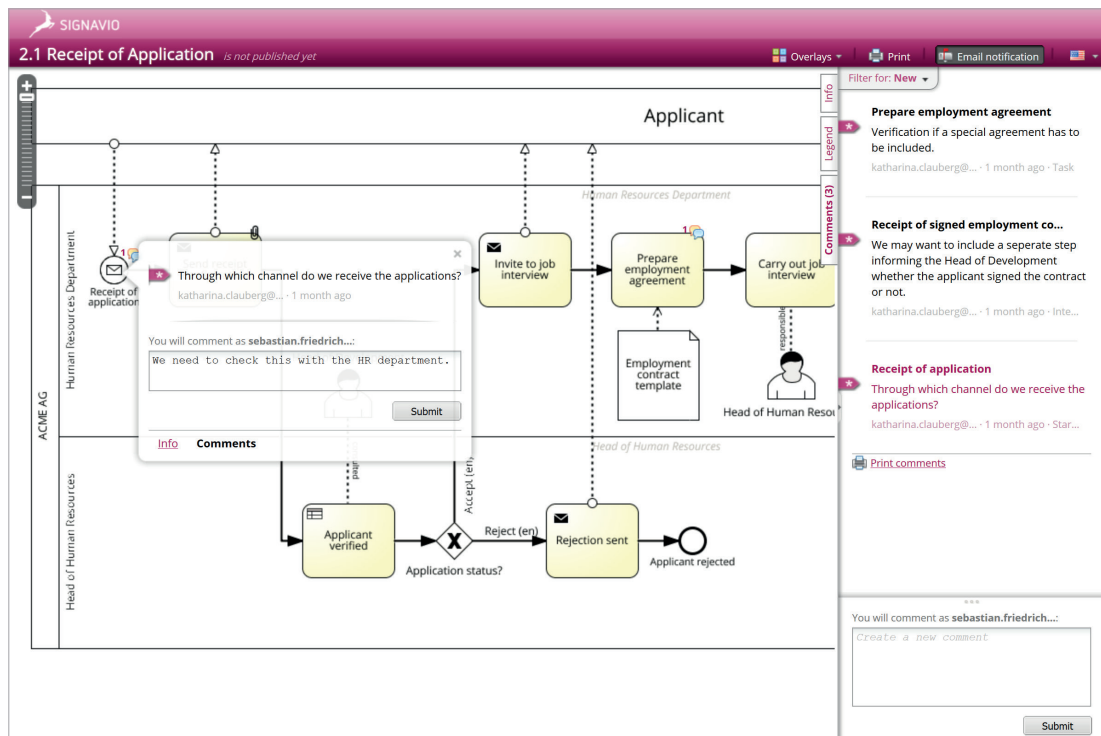 SIGNAVIO
2.1 Receipt of Application is not published yet
Overlays
Print
Email notification
Filter for: New
Info
Legend
Comments (3)
Applicant
ACME AG
Human Resources Department
Human Resources Department
1
Receipt of
application
Send receipt
Invite to job
interview
1
Prepare
employment
agreement
Carry out job
interview
Employment
contract
template
responsible
Head of Human Resou
×
Through which channel do we receive the applications?
katharina.clauberg@... · 1 month ago
You will comment as sebastian.friedrich...:
We need to check this with the HR department.
Submit
Info
Comments
Head of Human Resources
Head of Human Resources
Accept (en)
Applicant
verified
X
Application status?
Reject (en)
Rejection sent
Applicant rejected
Prepare employment agreement
Verification if a special agreement has to
be included.
katharina.clauberg@... · 1 month ago · Task
Receipt of signed employment co...
We may want to include a seperate step
informing the Head of Development
whether the applicant signed the contract
or not.
katharina.clauberg@... · 1 month ago · Inte...
Receipt of application
Through which channel do we receive the
applications?
katharina.clauberg@... · 1 month ago · Star...
Print comments
You will comment as sebastian.friedrich...:
Create a new comment
Submit